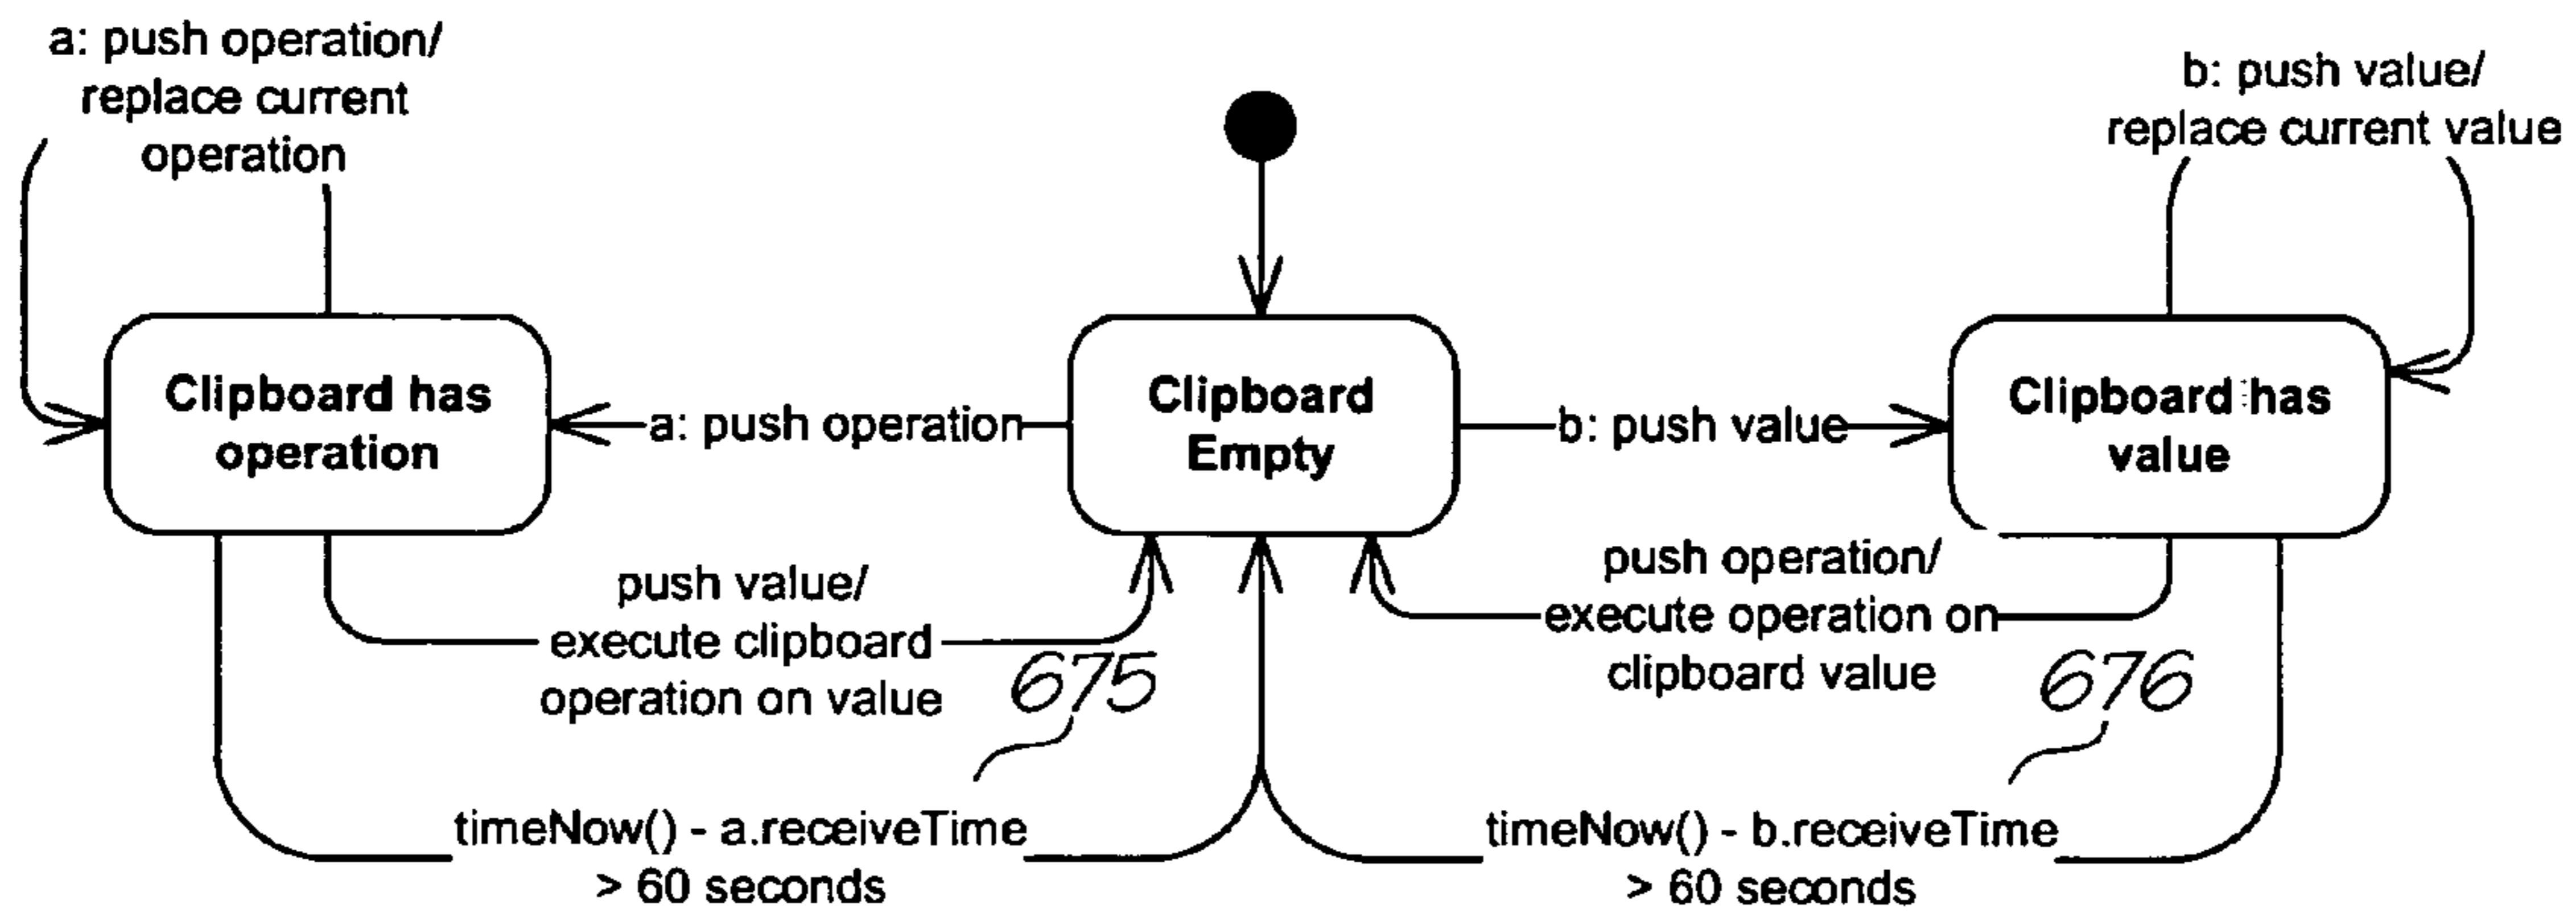 a: push operation/
replace current
operation
b: push value/
replace current value
Clipboard has
operation
a: push operation
Clipboard
Empty
b: push value
Clipboard has
value
push value/
execute clipboard
operation on value
675
push operation/
execute operation on
clipboard value
676
timeNow() - a.receiveTime
> 60 seconds
timeNow() - b.receiveTime
> 60 seconds